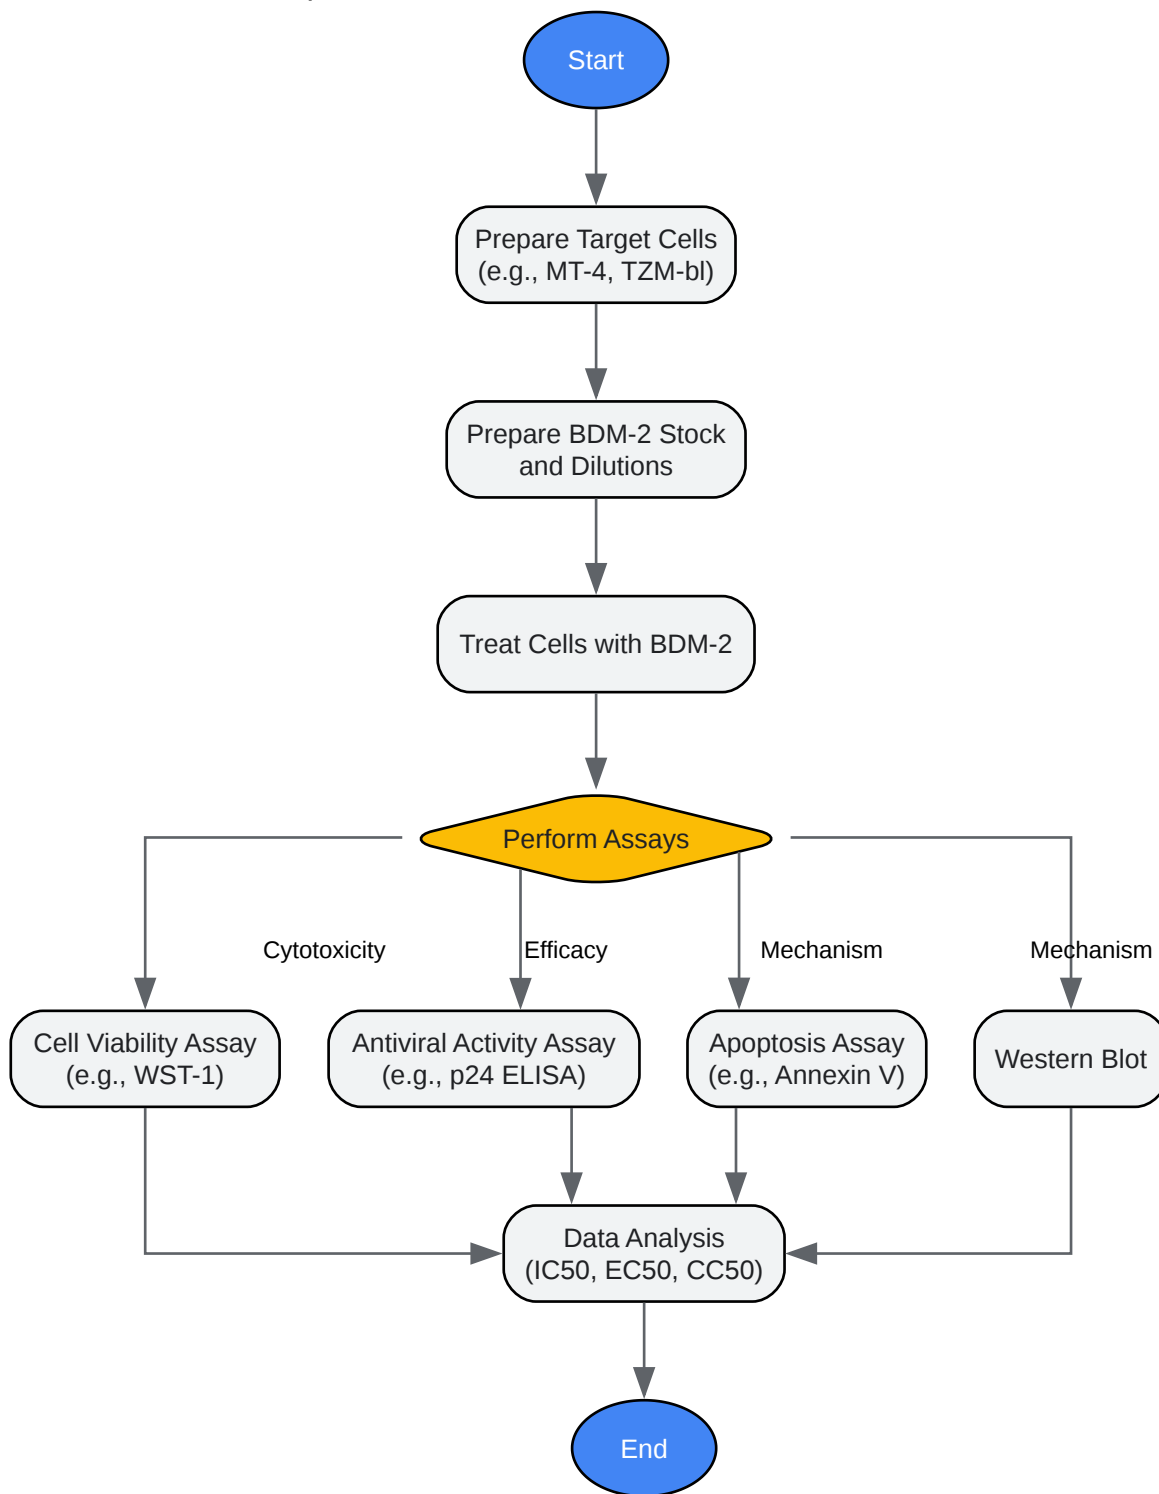 Start
Prepare Target Cells
(e.g., MT-4, TZM-bl)
Prepare BDM-2 Stock
and Dilutions
Treat Cells with BDM-2
Perform Assays
Cytotoxicity
Efficacy
Mechanism
Mechanism
Cell Viability Assay
(e.g., WST-1)
Antiviral Activity Assay
(e.g., p24 ELISA)
Apoptosis Assay
(e.g., Annexin V)
Western Blot
Data Analysis
(IC50, EC50, CC50)
End